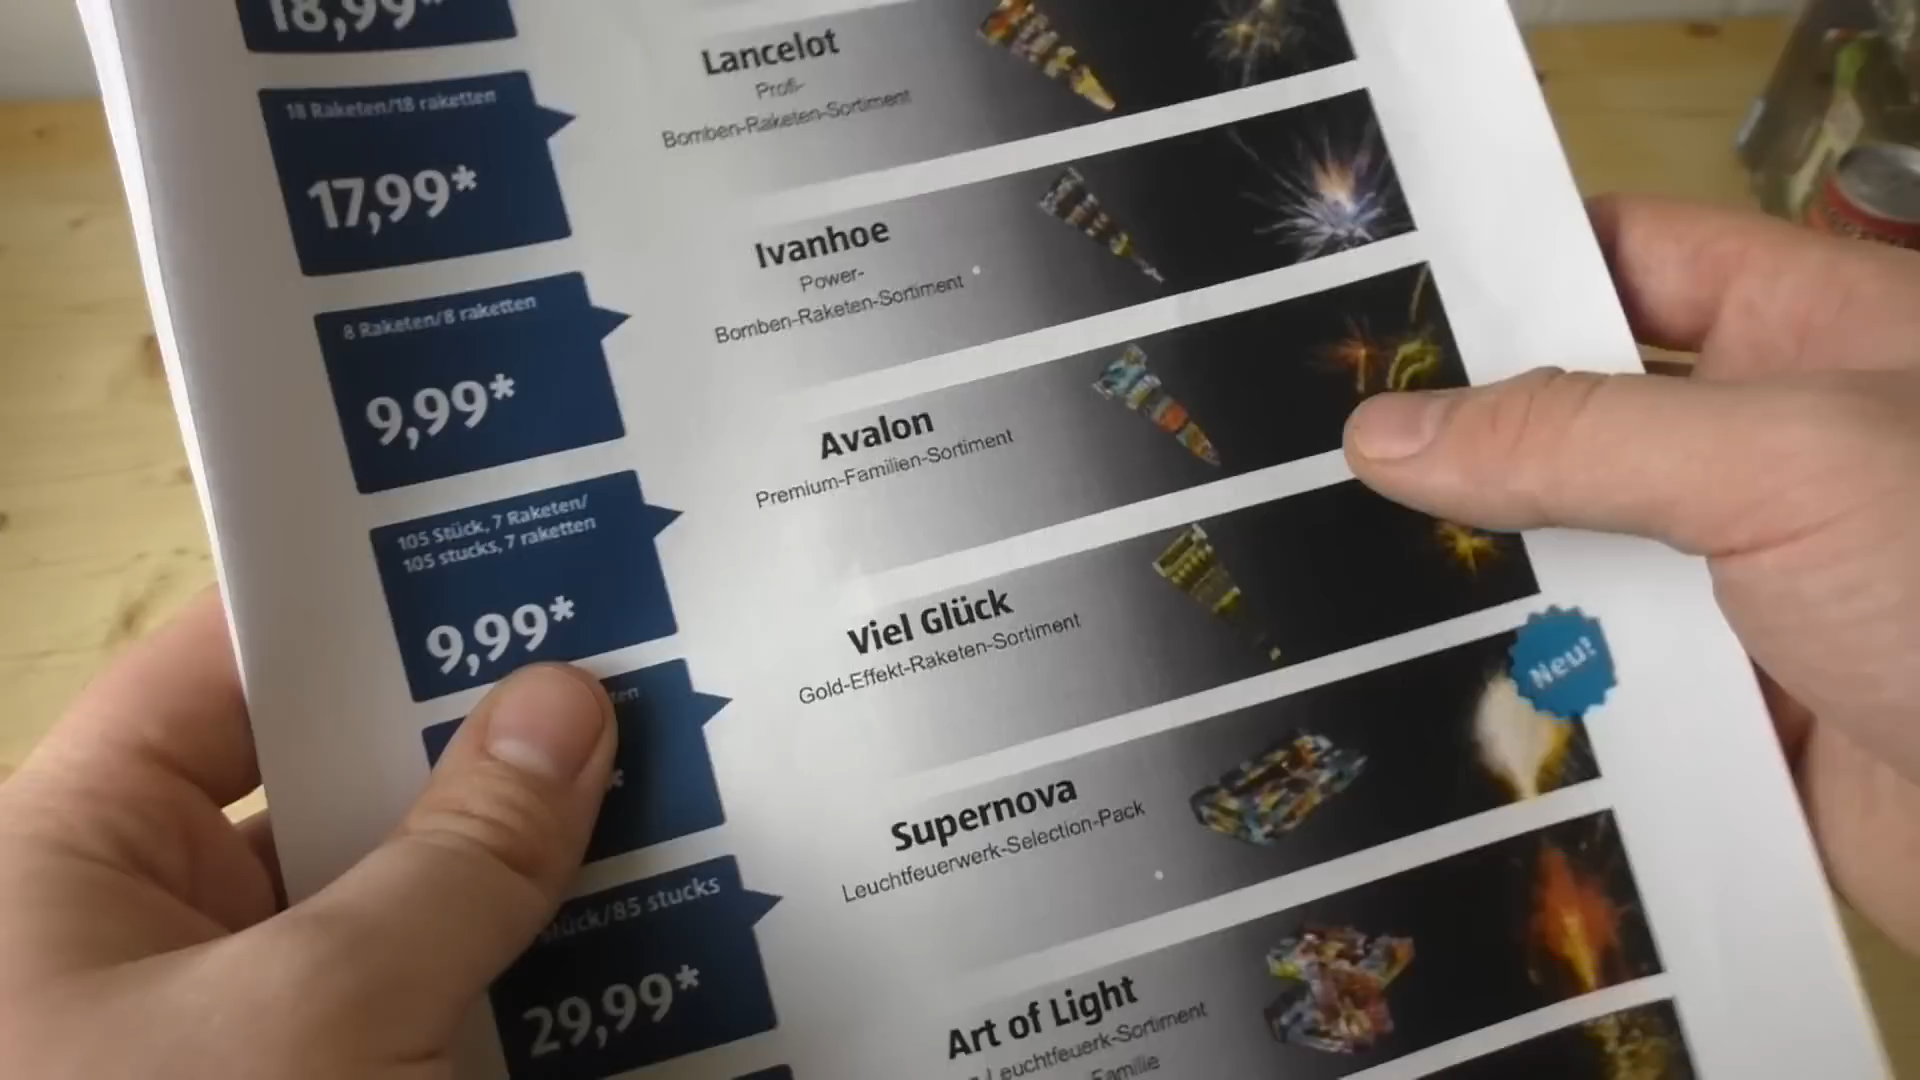 18,99*
Lancelot
Profi-
Bomben-Raketen-Sortiment
18 Raketen/18 raketten
17,99*
Ivanhoe
Power-
Bomben-Raketen-Sortiment
8 Raketen/8 raketten
9,99*
Avalon
Premium-Familien-Sortiment
105 Stück, 7 Raketen/
105 stucks, 7 raketten
9,99*
Viel Glück
Gold-Effekt-Raketen-Sortiment
Neu!
Supernova
Leuchtfeuerwerk-Selection-Pack
/85 stucks
29,99*
Art of Light
Leuchtfeuerk-Sortiment
Familie